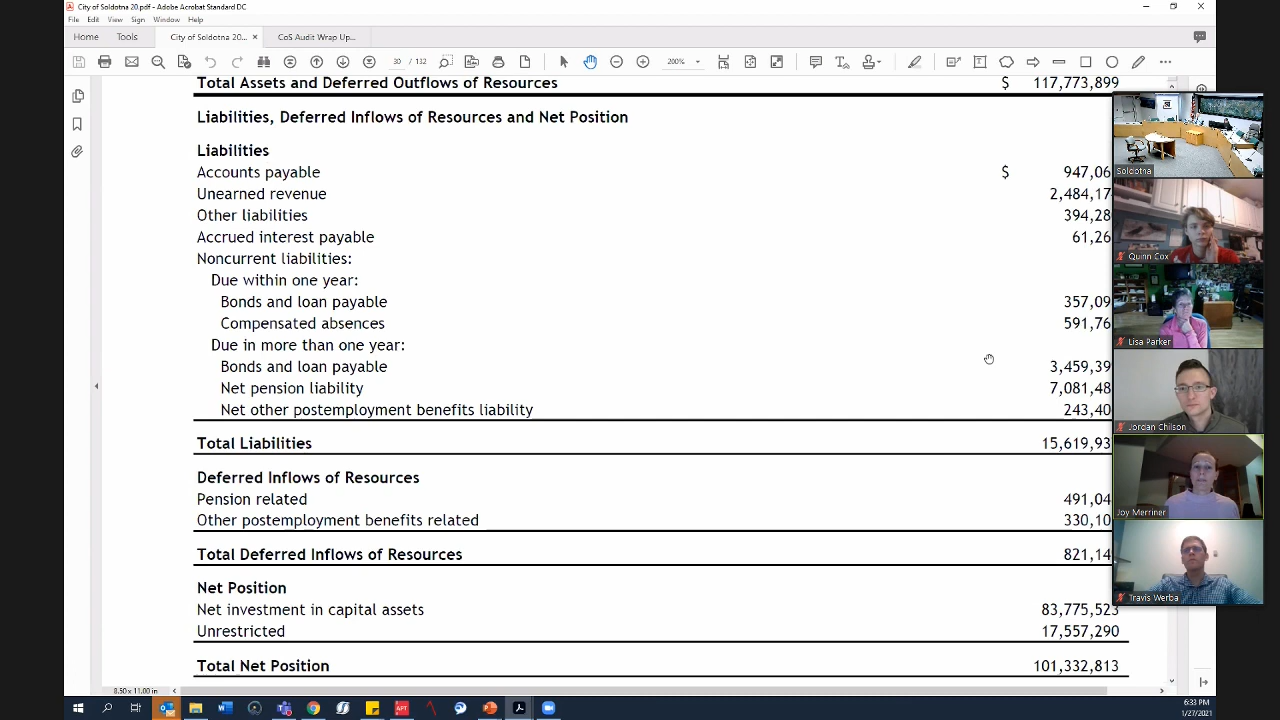 City of Soldotna 20.pdf - Adobe Acrobat Standard DC
File Edit View Sign Window Help
Home Tools City of Soldotna 20... × CoS Audit Wrap Up...
30 / 132 200%
Total Assets and Deferred Outflows of Resources $ 117,773,899
Liabilities, Deferred Inflows of Resources and Net Position
Liabilities
Accounts payable $ 947,06
Unearned revenue 2,484,17
Other liabilities 394,28
Accrued interest payable 61,26
Noncurrent liabilities:
Due within one year:
Bonds and loan payable 357,09
Compensated absences 591,76
Due in more than one year:
Bonds and loan payable 3,459,39
Net pension liability 7,081,48
Net other postemployment benefits liability 243,40
Total Liabilities 15,619,93
Deferred Inflows of Resources
Pension related 491,04
Other postemployment benefits related 330,10
Total Deferred Inflows of Resources 821,14
Net Position
Net investment in capital assets 83,775,523
Unrestricted 17,557,290
Total Net Position 101,332,813
8.50 x 11.00 in
Soldotna
Quinn Cox
Lisa Parker
Jordan Chilson
Joy Merriner
Travis Werba
6:33 PM
1/27/2021